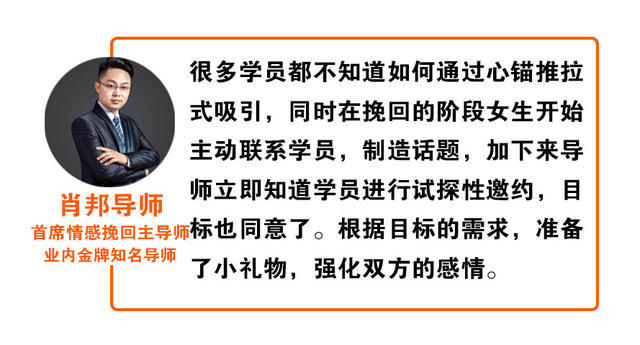 很多学员都不知道如何通过心锚推拉
式吸引，同时在挽回的阶段女生开始
主动联系学员，制造话题，加下来导
师立即知道学员进行试探性邀约，目
标也同意了。根据目标的需求，准备
了小礼物，强化双方的感情。
肖邦导师
首席情感挽回主导师
业内金牌知名导师